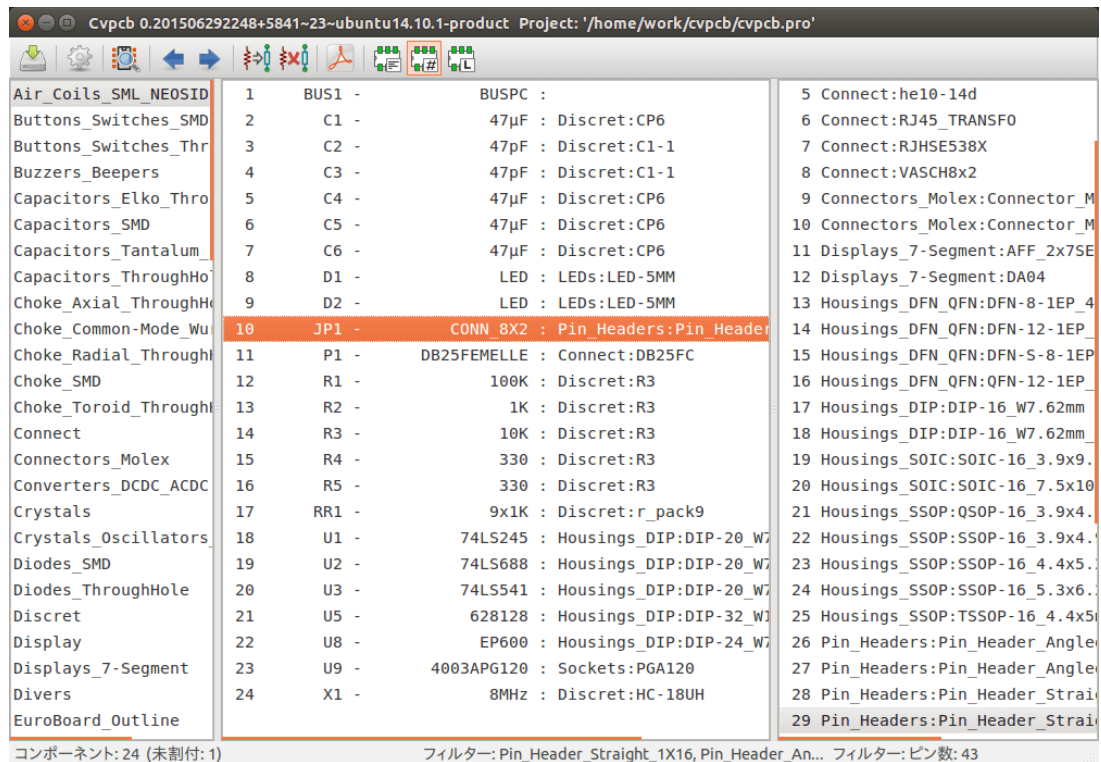 Cvpcb 0.201506292248+5841~23~ubuntu14.10.1-product Project: '/home/work/cvpcb/cvpcb.pro'
Air_Coils_SML_NEOSID
Buttons_Switches_SMD
Buttons_Switches_Thr
Buzzers_Beepers
Capacitors_Elko_Thro
Capacitors_SMD
Capacitors_Tantalum_
Capacitors_ThroughHo
Choke_Axial_ThroughH
Choke_Common-Mode_Wu
Choke_Radial_Through
Choke_SMD
Choke_Toroid_Through
Connect
Connectors_Molex
Converters_DCDC_ACDC
Crystals
Crystals_Oscillators_
Diodes_SMD
Diodes_ThroughHole
Discret
Display
Displays_7-Segment
Divers
EuroBoard_Outline
1 BUS1 - BUSPC :
2 C1 - 47µF : Discret:CP6
3 C2 - 47pF : Discret:C1-1
4 C3 - 47pF : Discret:C1-1
5 C4 - 47µF : Discret:CP6
6 C5 - 47µF : Discret:CP6
7 C6 - 47µF : Discret:CP6
8 D1 - LED : LEDs:LED-5MM
9 D2 - LED : LEDs:LED-5MM
10 JP1 - CONN_8X2 : Pin_Headers:Pin_Header
11 P1 - DB25FEMELLE : Connect:DB25FC
12 R1 - 100K : Discret:R3
13 R2 - 1K : Discret:R3
14 R3 - 10K : Discret:R3
15 R4 - 330 : Discret:R3
16 R5 - 330 : Discret:R3
17 RR1 - 9x1K : Discret:r_pack9
18 U1 - 74LS245 : Housings_DIP:DIP-20_W7
19 U2 - 74LS688 : Housings_DIP:DIP-20_W7
20 U3 - 74LS541 : Housings_DIP:DIP-20_W7
21 U5 - 628128 : Housings_DIP:DIP-32_W1
22 U8 - EP600 : Housings_DIP:DIP-24_W7
23 U9 - 4003APG120 : Sockets:PGA120
24 X1 - 8MHz : Discret:HC-18UH
5 Connect:he10-14d
6 Connect:RJ45_TRANSFO
7 Connect:RJHSE538X
8 Connect:VASCH8x2
9 Connectors_Molex:Connector_M
10 Connectors_Molex:Connector_M
11 Displays_7-Segment:AFF_2x7SE
12 Displays_7-Segment:DA04
13 Housings_DFN_QFN:DFN-8-1EP_4
14 Housings_DFN_QFN:DFN-12-1EP_
15 Housings_DFN_QFN:DFN-S-8-1EP
16 Housings_DFN_QFN:QFN-12-1EP_
17 Housings_DIP:DIP-16_W7.62mm
18 Housings_DIP:DIP-16_W7.62mm_
19 Housings_SOIC:SOIC-16_3.9x9.
20 Housings_SOIC:SOIC-16_7.5x10
21 Housings_SSOP:QSOP-16_3.9x4.
22 Housings_SSOP:SSOP-16_3.9x4.9
23 Housings_SSOP:SSOP-16_4.4x5.
24 Housings_SSOP:SSOP-16_5.3x6.
25 Housings_SSOP:TSSOP-16_4.4x5
26 Pin_Headers:Pin_Header_Angle
27 Pin_Headers:Pin_Header_Angle
28 Pin_Headers:Pin_Header_Strai
29 Pin_Headers:Pin_Header_Strai
コンポーネント: 24 (未割付: 1) フィルター: Pin_Header_Straight_1X16, Pin_Header_An... フィルター: ピン数: 43